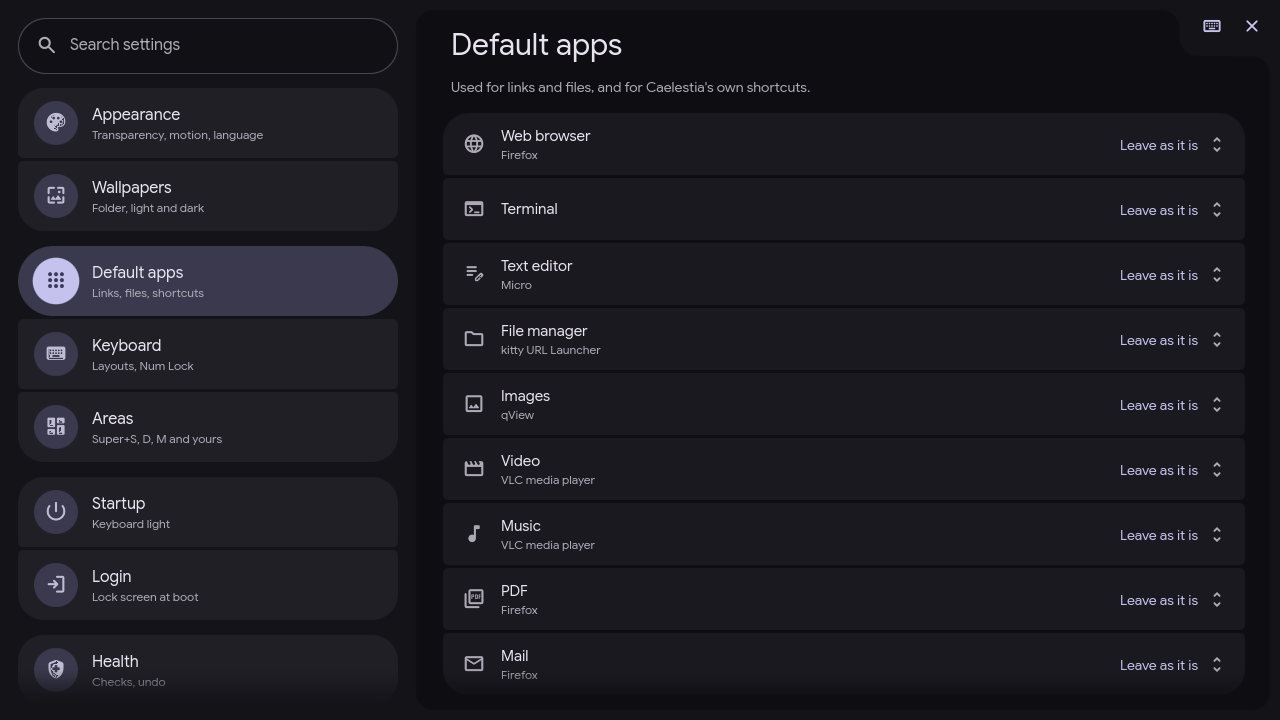 Search settings
Appearance
Transparency, motion, language
Wallpapers
Folder, light and dark
Default apps
Links, files, shortcuts
Keyboard
Layouts, Num Lock
Areas
Super+S, D, M and yours
Startup
Keyboard light
Login
Lock screen at boot
Health
Checks, undo
Default apps
Used for links and files, and for Caelestia's own shortcuts.
Web browser
Firefox
Leave as it is
Terminal
Leave as it is
Text editor
Micro
Leave as it is
File manager
kitty URL Launcher
Leave as it is
Images
qView
Leave as it is
Video
VLC media player
Leave as it is
Music
VLC media player
Leave as it is
PDF
Firefox
Leave as it is
Mail
Firefox
Leave as it is